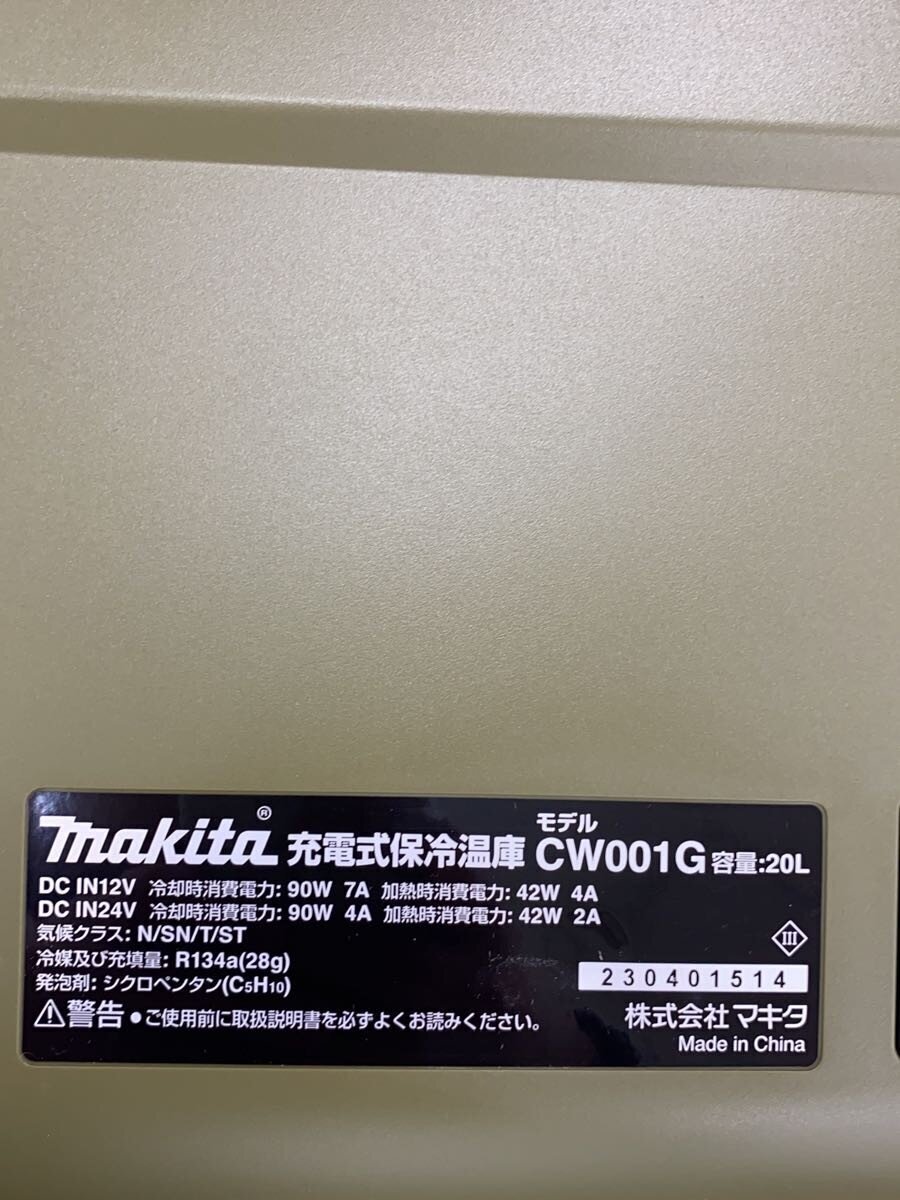 makita® 充電式保冷温庫 モデル CW001G 容量:20L
DC IN12V 冷却時消費電力: 90W 7A 加熱時消費電力: 42W 4A
DC IN24V 冷却時消費電力: 90W 4A 加熱時消費電力: 42W 2A
気候クラス: N/SN/T/ST
III
冷媒及び充填量: R134a(28g)
230401514
発泡剤: シクロペンタン(C5H10)
⚠警告 ●ご使用前に取扱説明書を必ずよくお読みください。
株式会社マキタ
Made in China